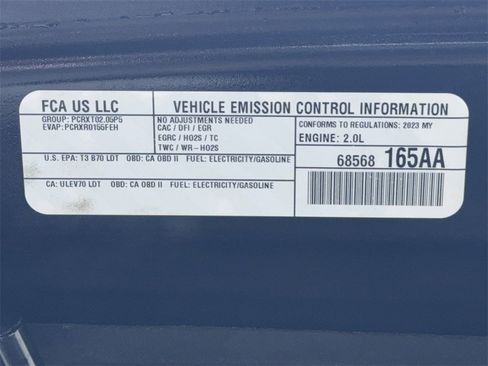 FCA US LLC
VEHICLE EMISSION CONTROL INFORMATION
GROUP: PCRXT02.05P5
EVAP: PCRXR0155FEH
NO ADJUSTMENTS NEEDED
CAC / DFI / EGR
EGRC / HO2S / TC
TWC / WR-HO2S
CONFORMS TO REGULATIONS: 2023 MY
ENGINE: 2.0L
U.S. EPA: T3 B70 LDT OBD: CA OBD II FUEL: ELECTRICITY/GASOLINE
68568 165AA
CA: ULEV70 LDT OBD: CA OBD II FUEL: ELECTRICITY/GASOLINE